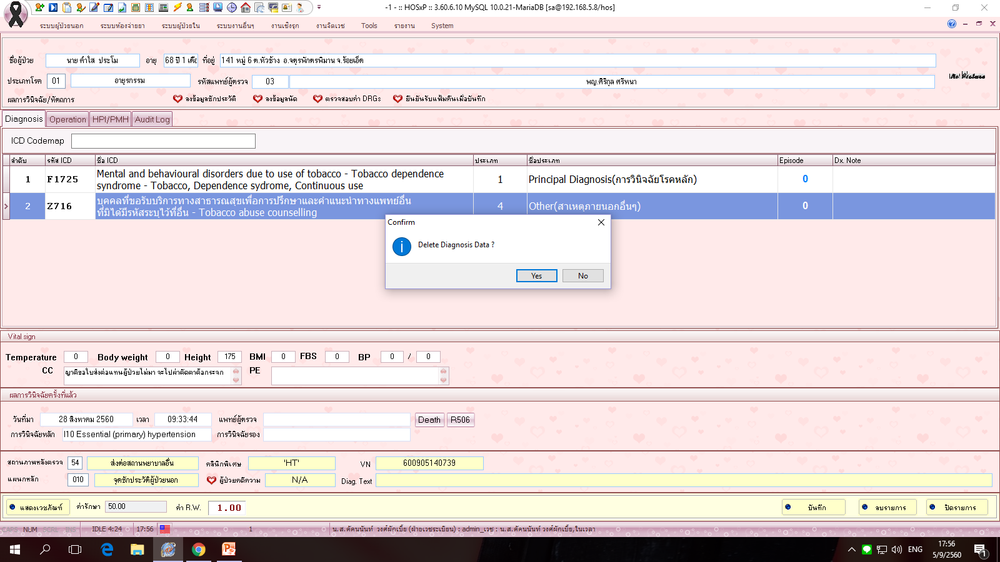 -1 - :: HOSxP :: 3.60.6.10 MySQL 10.0.21-MariaDB [sa@192.168.5.8/hos]
ระบบผู้ป่วยนอก ระบบห้องจ่ายยา ระบบผู้ป่วยใน ระบบงานอื่นๆ งานเชิงรุก งานจิตเวช Tools รายงาน System
ชื่อผู้ป่วย นาย คำใส ประโม อายุ 68 ปี 1 เดือ ที่อยู่ 141 หมู่ 6 ต.หัวช้าง อ.จตุรพักตรพิมาน จ.ร้อยเอ็ด
ประเภทโรค 01 อายุรกรรม รหัสแพทย์ผู้ตรวจ 03 พญ.ศิริกุล ศรีหนา
No Picture
ผลการวินิจฉัย/หัตถการ ลงข้อมูลซักประวัติ ลงข้อมูลนัด ตรวจสอบค่า DRGs ยืนยันรับแฟ้มคืนเมื่อบันทึก
Diagnosis Operation HPI/PMH Audit Log
ICD Codemap
ลำดับ รหัส ICD ชื่อ ICD ประเภท ชื่อประเภท Episode Dx. Note
1 F1725 Mental and behavioural disorders due to use of tobacco - Tobacco dependence
syndrome - Tobacco, Dependence sydrome, Continuous use 1 Principal Diagnosis(การวินิจฉัยโรคหลัก) 0
2 Z716 บุคคลที่ขอรับบริการทางสาธารณสุขเพื่อการปรึกษาและคำแนะนำทางแพทย์อื่น
ที่มิได้มีรหัสระบุไว้ที่อื่น - Tobacco abuse counselling 4 Other(สาเหตุภายนอกอื่นๆ) 0
Confirm
Delete Diagnosis Data ?
Yes No
Vital sign
Temperature 0 Body weight 0 Height 175 BMI 0 FBS 0 BP 0 / 0
CC ญาติขอใบส่งต่อแทนผู้ป่วยไม่มา จะไปผ่าตัดตาต้อกระจก PE
ผลการวินิจฉัยครั้งที่แล้ว
วันที่มา 28 สิงหาคม 2560 เวลา 09:33:44 แพทย์ผู้ตรวจ Death R506
การวินิจฉัยหลัก I10 Essential (primary) hypertension การวินิจฉัยรอง
สถานภาพหลังตรวจ 54 ส่งต่อสถานพยาบาลอื่น คลินิกพิเศษ 'HT' VN 600905140739
แผนกหลัก 010 จุดซักประวัติผู้ป่วยนอก ผู้ป่วยคดีความ N/A Diag. Text
แสดงเวชภัณฑ์ ค่ารักษา 50.00 ค่า R.W. 1.00 บันทึก ลบรายการ ปิดรายการ
CAPS NUM SCRL INS IDLE 4:24 17:56 1 น.ส.คัคนนันท์ วงศ์ผักเบี้ย (ฝ่ายเวชระเบียน) : admin_เวช : น.ส.คัคนนันท์ วงศ์ผักเบี้ย,ในเวลา
ENG 17:56
5/9/2560 1